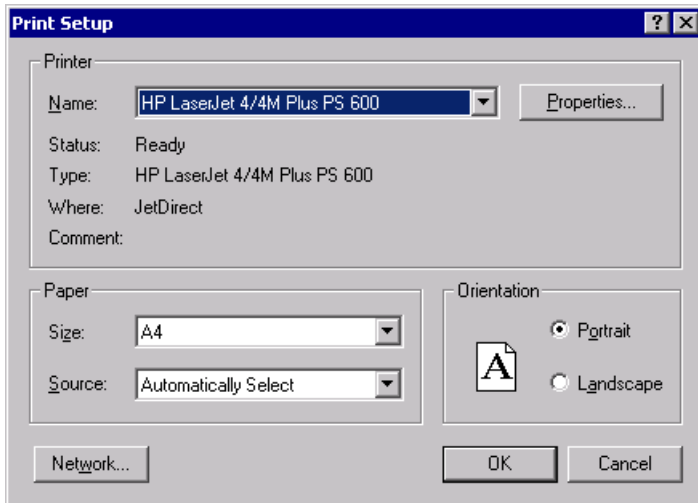 Print Setup
Printer
Name: HP LaserJet 4/4M Plus PS 600 Properties...
Status: Ready
Type: HP LaserJet 4/4M Plus PS 600
Where: JetDirect
Comment:
Paper
Size: A4
Source: Automatically Select
Orientation
A
Portrait
Landscape
Network... OK Cancel